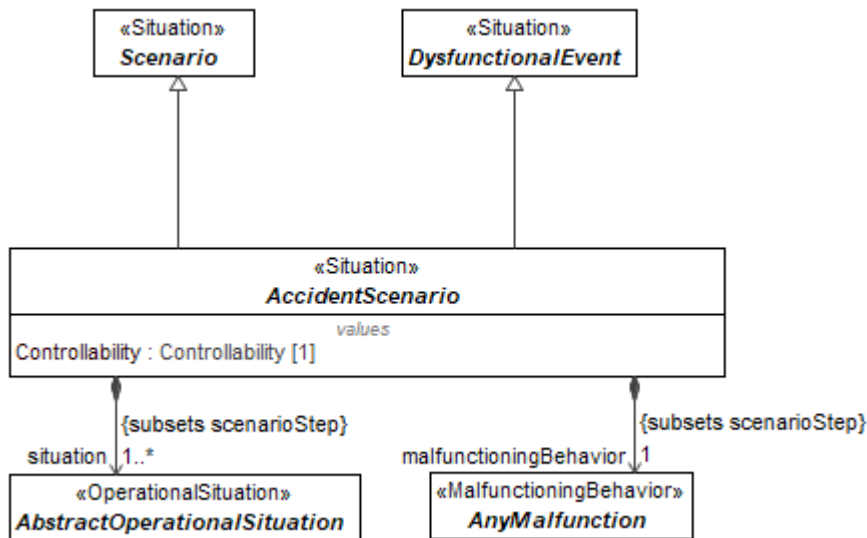 «Situation»
Scenario
«Situation»
DysfunctionalEvent
«Situation»
AccidentScenario
values
Controllability : Controllability [1]
{subsets scenarioStep}
situation 1..*
{subsets scenarioStep}
malfunctioningBehavior 1
«OperationalSituation»
AbstractOperationalSituation
«MalfunctioningBehavior»
AnyMalfunction